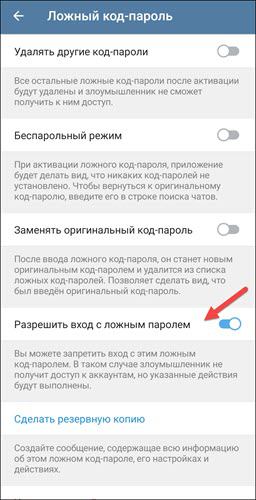 Ложный код-пароль
Удалять другие код-пароли
Все остальные ложные код-пароли после активации
будут удалены и злоумышленник не сможет
получить к ним доступ.
Беспарольный режим
При активации ложного код-пароля, приложение
будет делать вид, что никаких код-паролей не
установлено. Чтобы вернуться к оригинальному
код-паролю, введите его в строке поиска чатов.
Заменять оригинальный код-пароль
После ввода ложного код-пароля, он станет новым
оригинальным код-паролем и удалится из списка
ложных код-паролей. Позволяет сделать вид, что
был введён оригинальный код-пароль.
Разрешить вход с ложным паролем
Вы можете запретить вход с этим ложным
код-паролем. В таком случае злоумышленник не
получит доступ к аккаунтам, но указанные действия
будут выполнены.
Сделать резервную копию
Создайте сообщение, содержащее всю информацию
об этом ложном код-пароле, его настройках и
действиях.